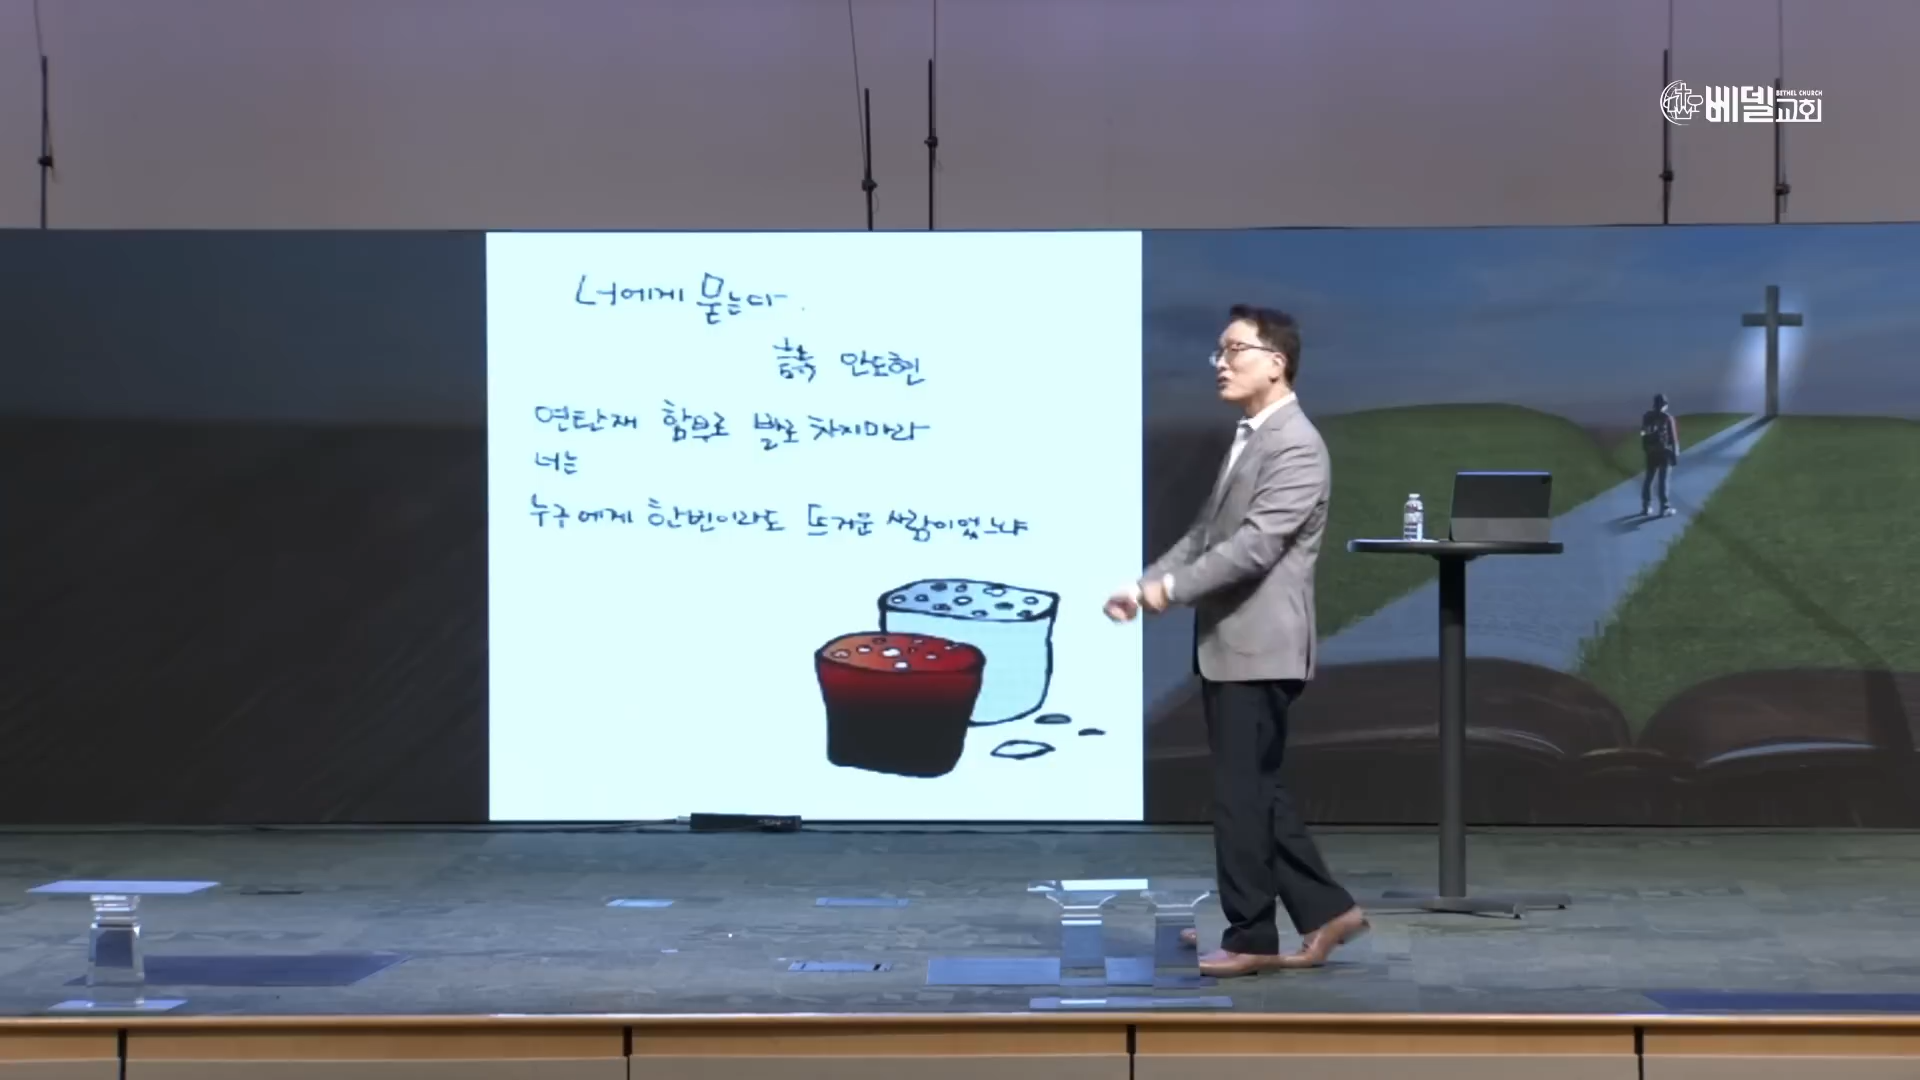 베델교회
BETHEL CHURCH
너에게 묻는다.
안도현
연탄재 함부로 발로 차지마라
너는
누구에게 한번이라도 뜨거운 사람이었느냐